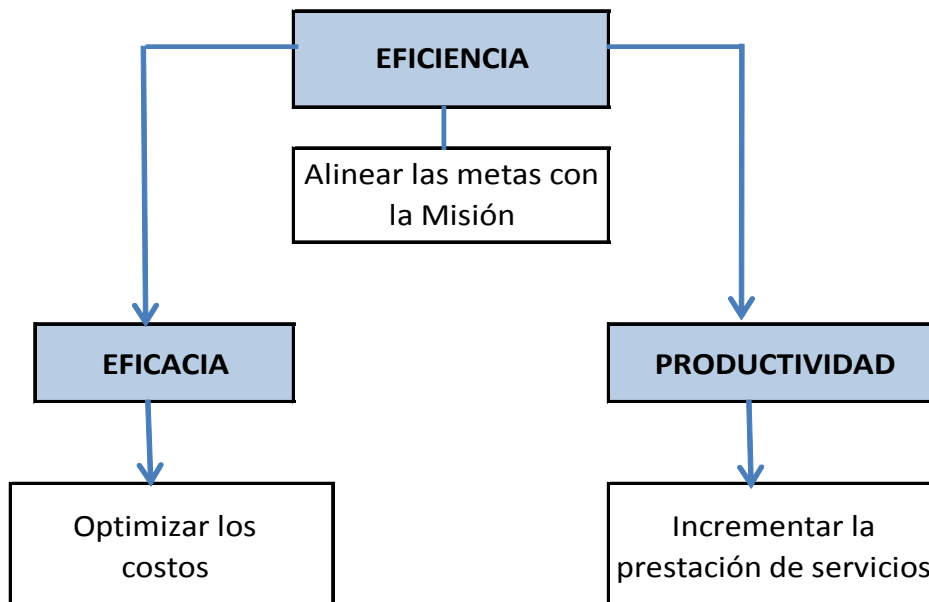 EFICIENCIA
Alinear las metas con
la Misión
EFICACIA
PRODUCTIVIDAD
Optimizar los
costos
Incrementar la
prestación de servicios